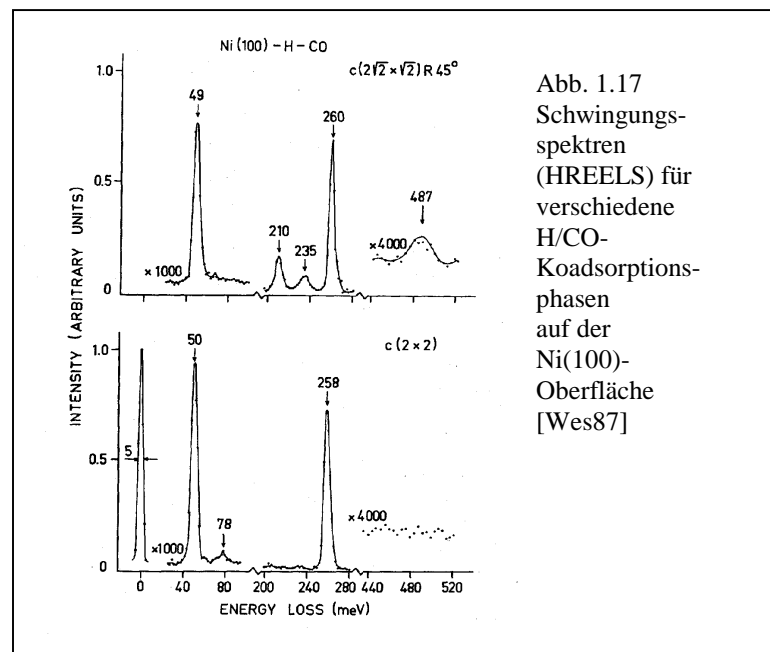 Ni(100)-H-CO
c(2√2 × √2)R 45°
1.0
49
260
0.5
487
210
235
× 4000
× 1000
0
INTENSITY (ARBITRARY UNITS)
c(2×2)
1.0
50
258
0.5
5
×4000
78
×1000
0
0 40 80 200 240 280 440 480 520
ENERGY LOSS (meV)
Abb. 1.17
Schwingungs-
spektren
(HREELS) für
verschiedene
H/CO-
Koadsorptions-
phasen
auf der
Ni(100)-
Oberfläche
[Wes87]